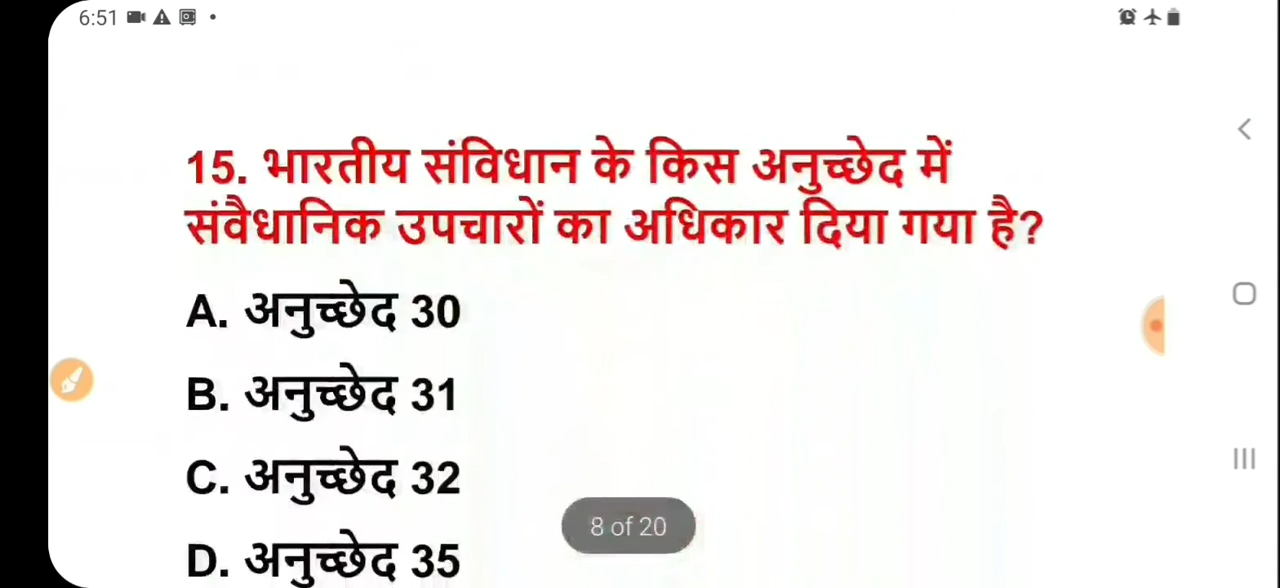 6:51
15. भारतीय संविधान के किस अनुच्छेद में
संवैधानिक उपचारों का अधिकार दिया गया है?
A. अनुच्छेद 30
B. अनुच्छेद 31
C. अनुच्छेद 32
8 of 20
D. अनुच्छेद 35